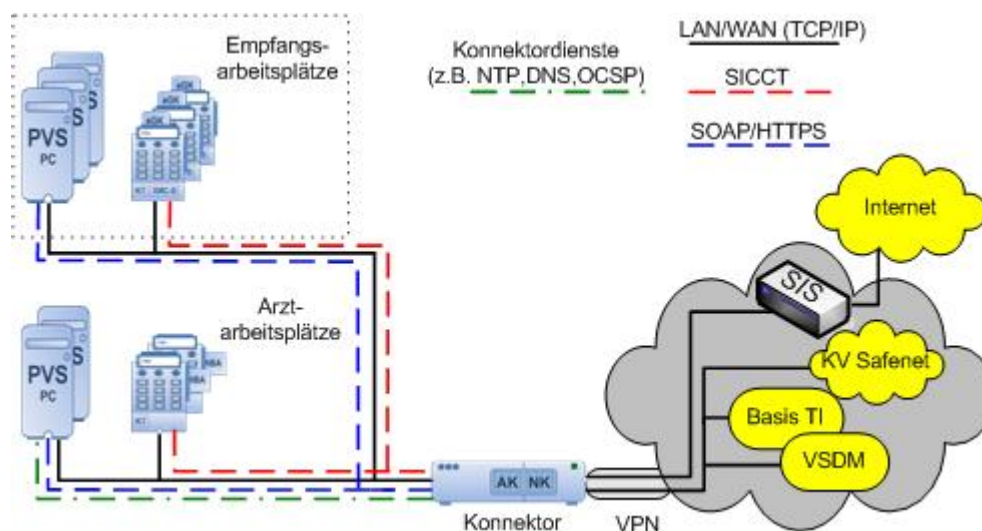 Empfangs-
arbeitsplätze
Konnektordienste
(z.B. NTP,DNS,OCSP)
LAN/WAN (TCP/IP)
SICCT
SOAP/HTTPS
PVS
PC
Internet
SIS
Arzt-
arbeitsplätze
PVS
PC
KV Safenet
Basis TI
VSDM
AK NK
Konnektor
VPN